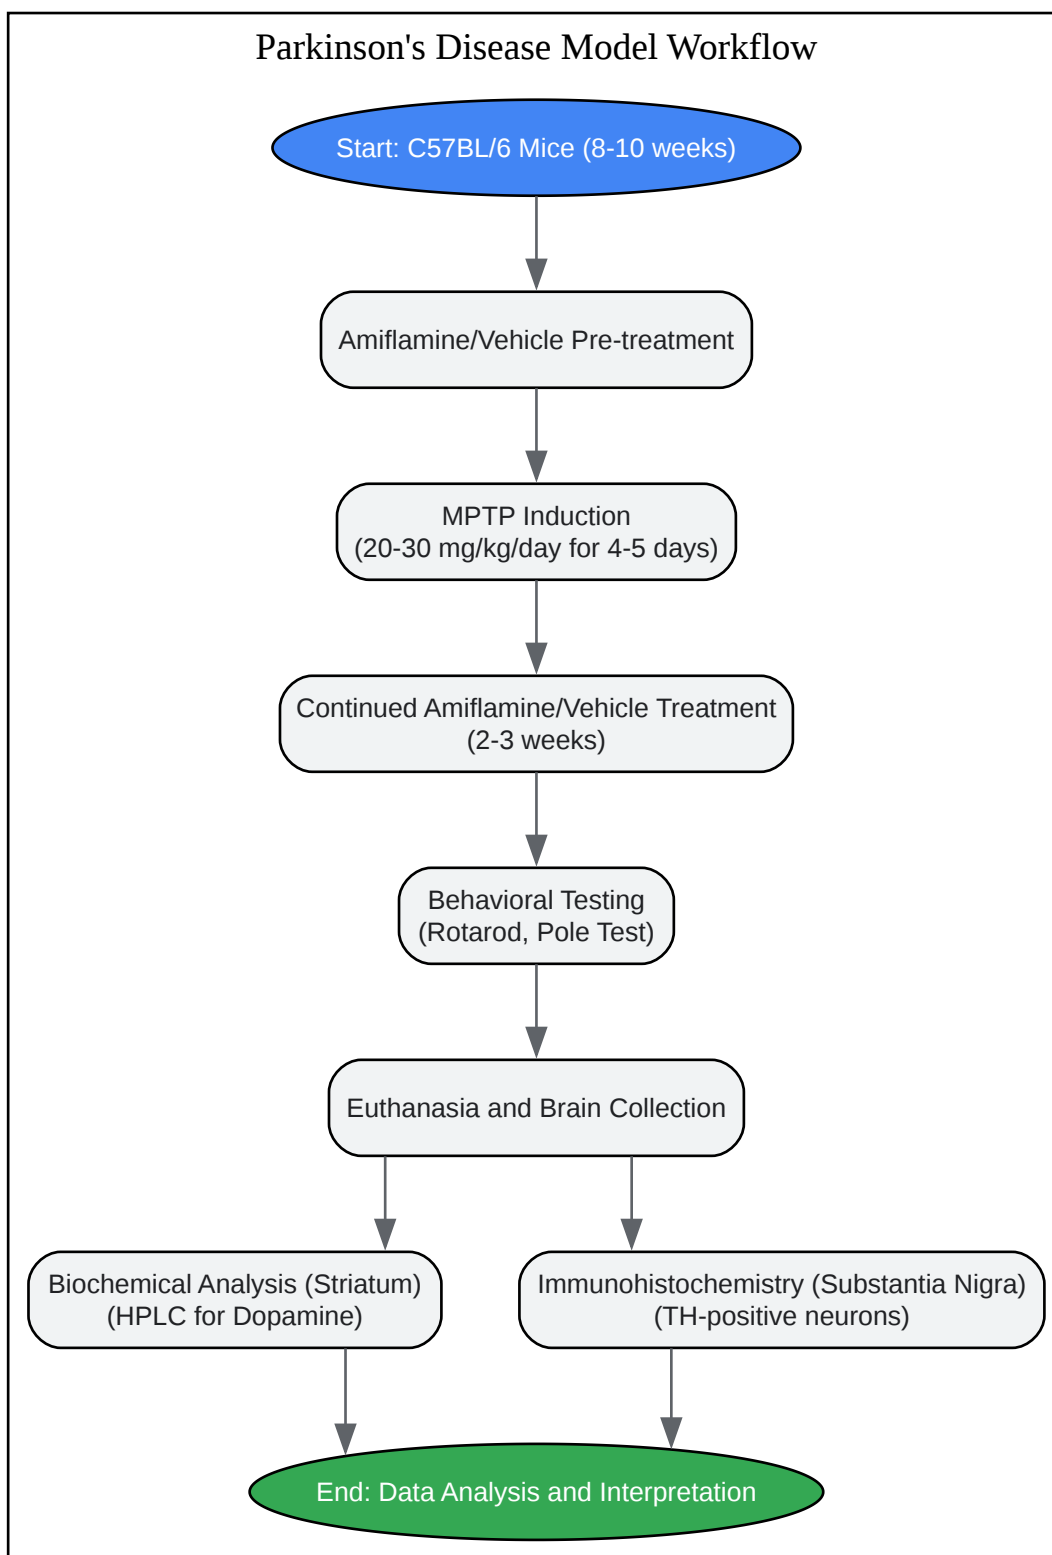 Parkinson's Disease Model Workflow
Start: C57BL/6 Mice (8-10 weeks)
Amiflamine/Vehicle Pre-treatment
MPTP Induction
(20-30 mg/kg/day for 4-5 days)
Continued Amiflamine/Vehicle Treatment
(2-3 weeks)
Behavioral Testing
(Rotarod, Pole Test)
Euthanasia and Brain Collection
Biochemical Analysis (Striatum)
(HPLC for Dopamine)
Immunohistochemistry (Substantia Nigra)
(TH-positive neurons)
End: Data Analysis and Interpretation